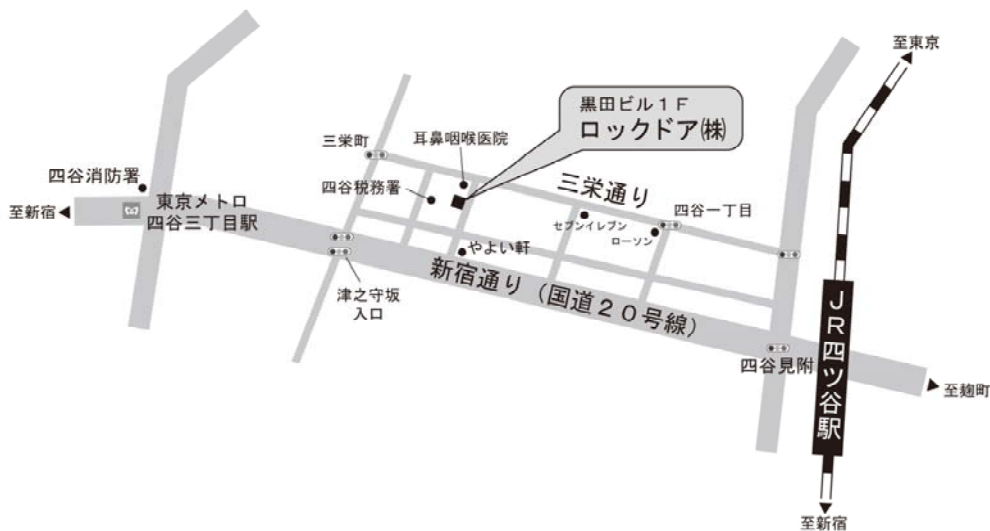 至東京
黒田ビル１Ｆ
ロックドア㈱
三栄町
耳鼻咽喉医院
四谷消防署
四谷税務署
三栄通り
四谷一丁目
至新宿
東京メトロ
四谷三丁目駅
セブンイレブン
ローソン
やよい軒
新宿通り（国道２０号線）
津之守坂
入口
ＪＲ四ツ谷駅
四谷見附
至麹町
至新宿